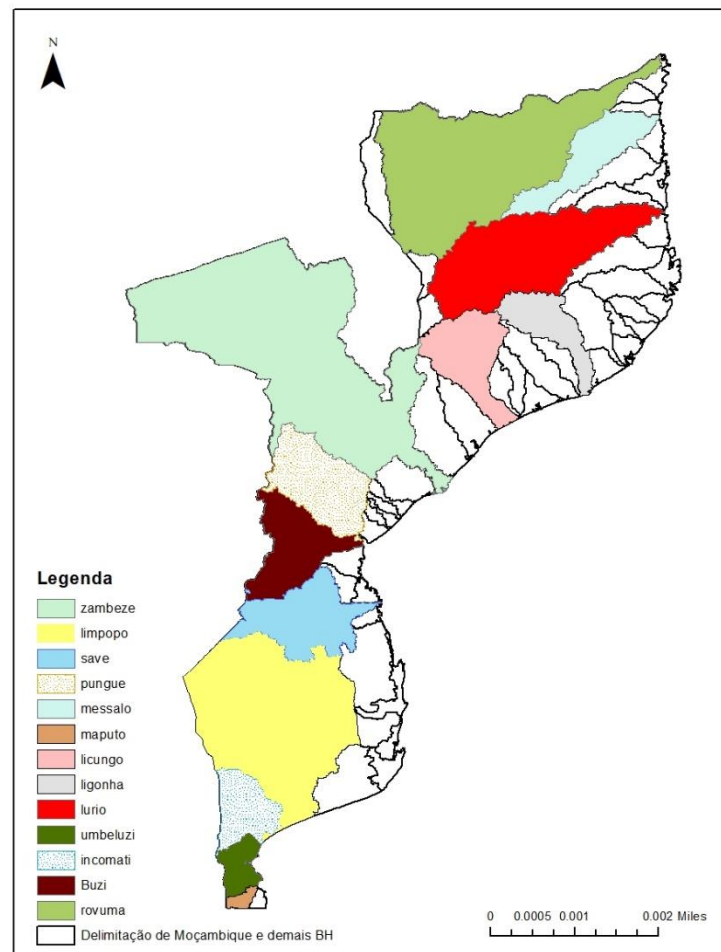 N
Legenda
zambeze
limpopo
save
pungue
messalo
maputo
licungo
ligonha
lurio
umbeluzi
incomati
Buzi
rovuma
Delimitação de Moçambique e demais BH
0 0.0005 0.001 0.002 Miles